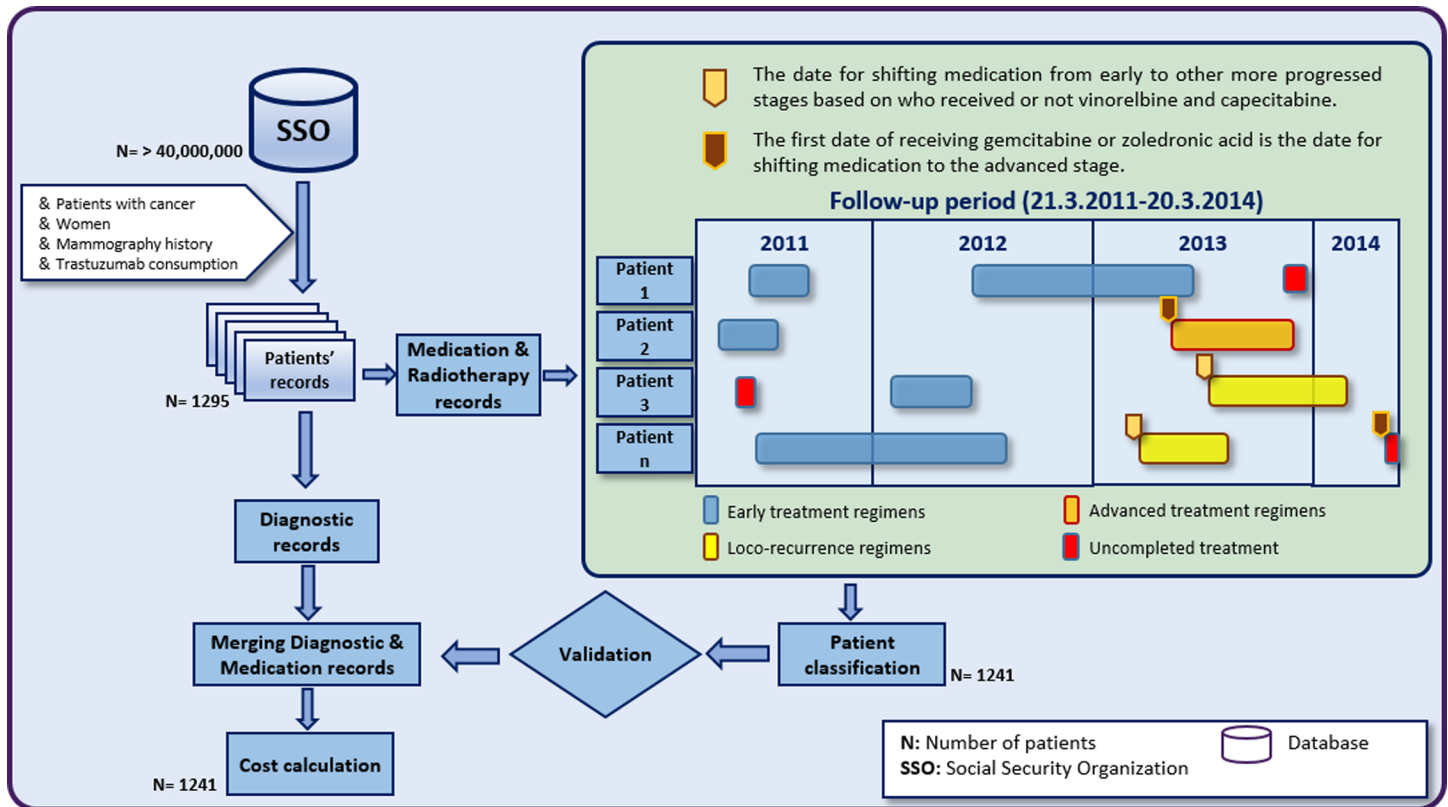 SSO
N= > 40,000,000
& Patients with cancer
& Women
& Mammography history
& Trastuzumab consumption
Patients’
records
N= 1295
Medication &
Radiotherapy
records
The date for shifting medication from early to other more progressed
stages based on who received or not vinorelbine and capecitabine.
The first date of receiving gemcitabine or zoledronic acid is the date for
shifting medication to the advanced stage.
Follow-up period (21.3.2011-20.3.2014)
2011
2012
2013
2014
Patient
1
Patient
2
Patient
3
Patient
n
Early treatment regimens
Advanced treatment regimens
Loco-recurrence regimens
Uncompleted treatment
Diagnostic
records
Merging Diagnostic &
Medication records
Validation
Patient
classification
N= 1241
Cost calculation
N= 1241
N: Number of patients
Database
SSO: Social Security Organization